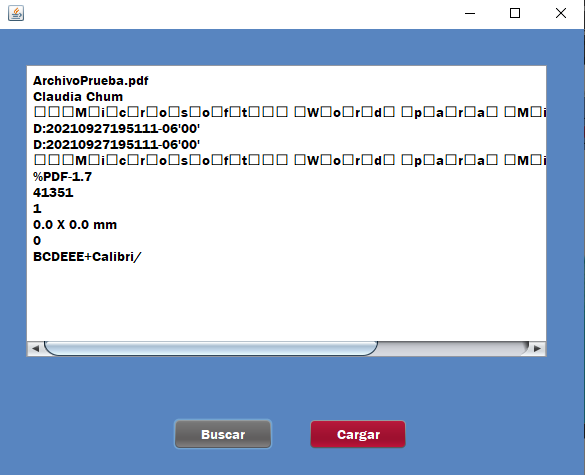 ArchivoPrueba.pdf
Claudia Chum
□□□M□i□c□r□o□s□o□f□t□□□ □W□o□r□d□ □p□a□r□a□ □M□i
D:20210927195111-06'00'
D:20210927195111-06'00'
□□□M□i□c□r□o□s□o□f□t□□□ □W□o□r□d□ □p□a□r□a□ □M□i
%PDF-1.7
41351
1
0.0 X 0.0 mm
0
BCDEEE+Calibri/
Buscar
Cargar